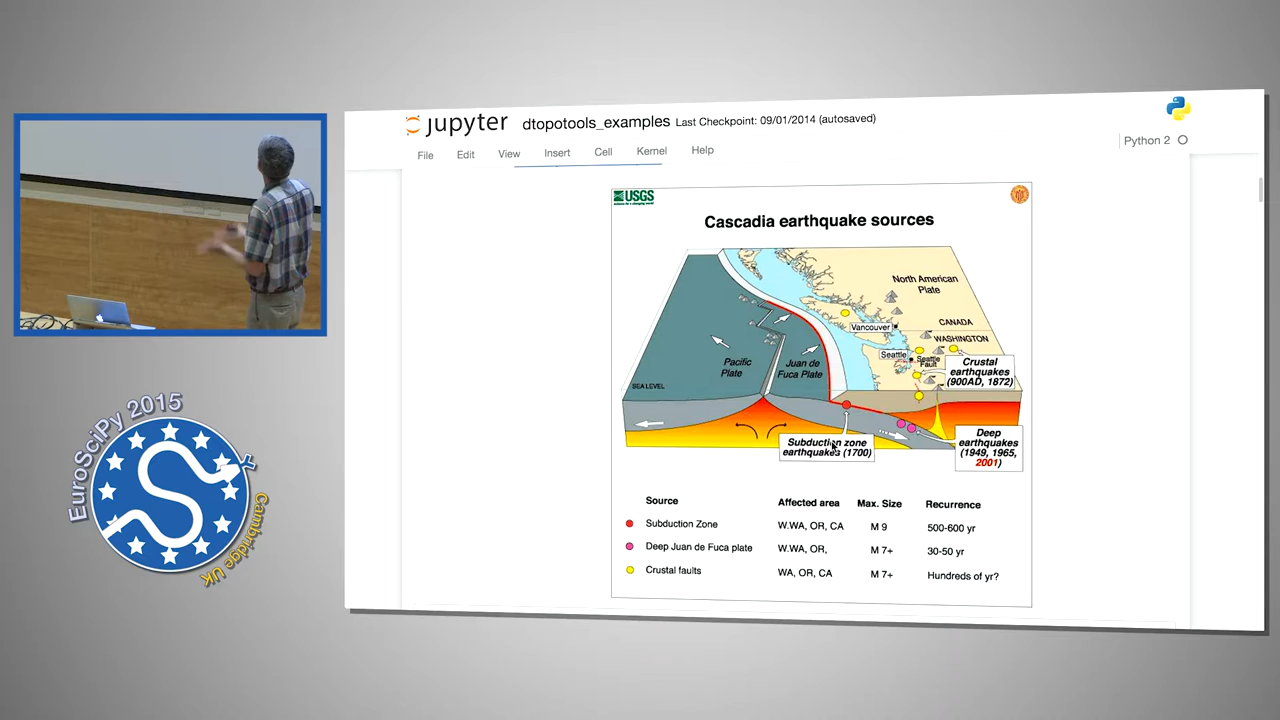 jupyter dtopotools_examples Last Checkpoint: 09/01/2014 (autosaved)
File Edit View Insert Cell Kernel Help
Python 2
USGS
Cascadia earthquake sources
North American
Plate
CANADA
Vancouver
WASHINGTON
Seattle
Seattle
Fault
Pacific
Plate
Juan de
Fuca Plate
Crustal
earthquakes
(900AD, 1872)
SEA LEVEL
Subduction zone
earthquakes (1700)
Deep
earthquakes
(1949, 1965,
2001)
Source Affected area Max. Size Recurrence
Subduction Zone W.WA, OR, CA M 9 500-600 yr
Deep Juan de Fuca plate W.WA, OR, M 7+ 30-50 yr
Crustal faults WA, OR, CA M 7+ Hundreds of yr?
EuroSciPy 2015
Cambridge UK